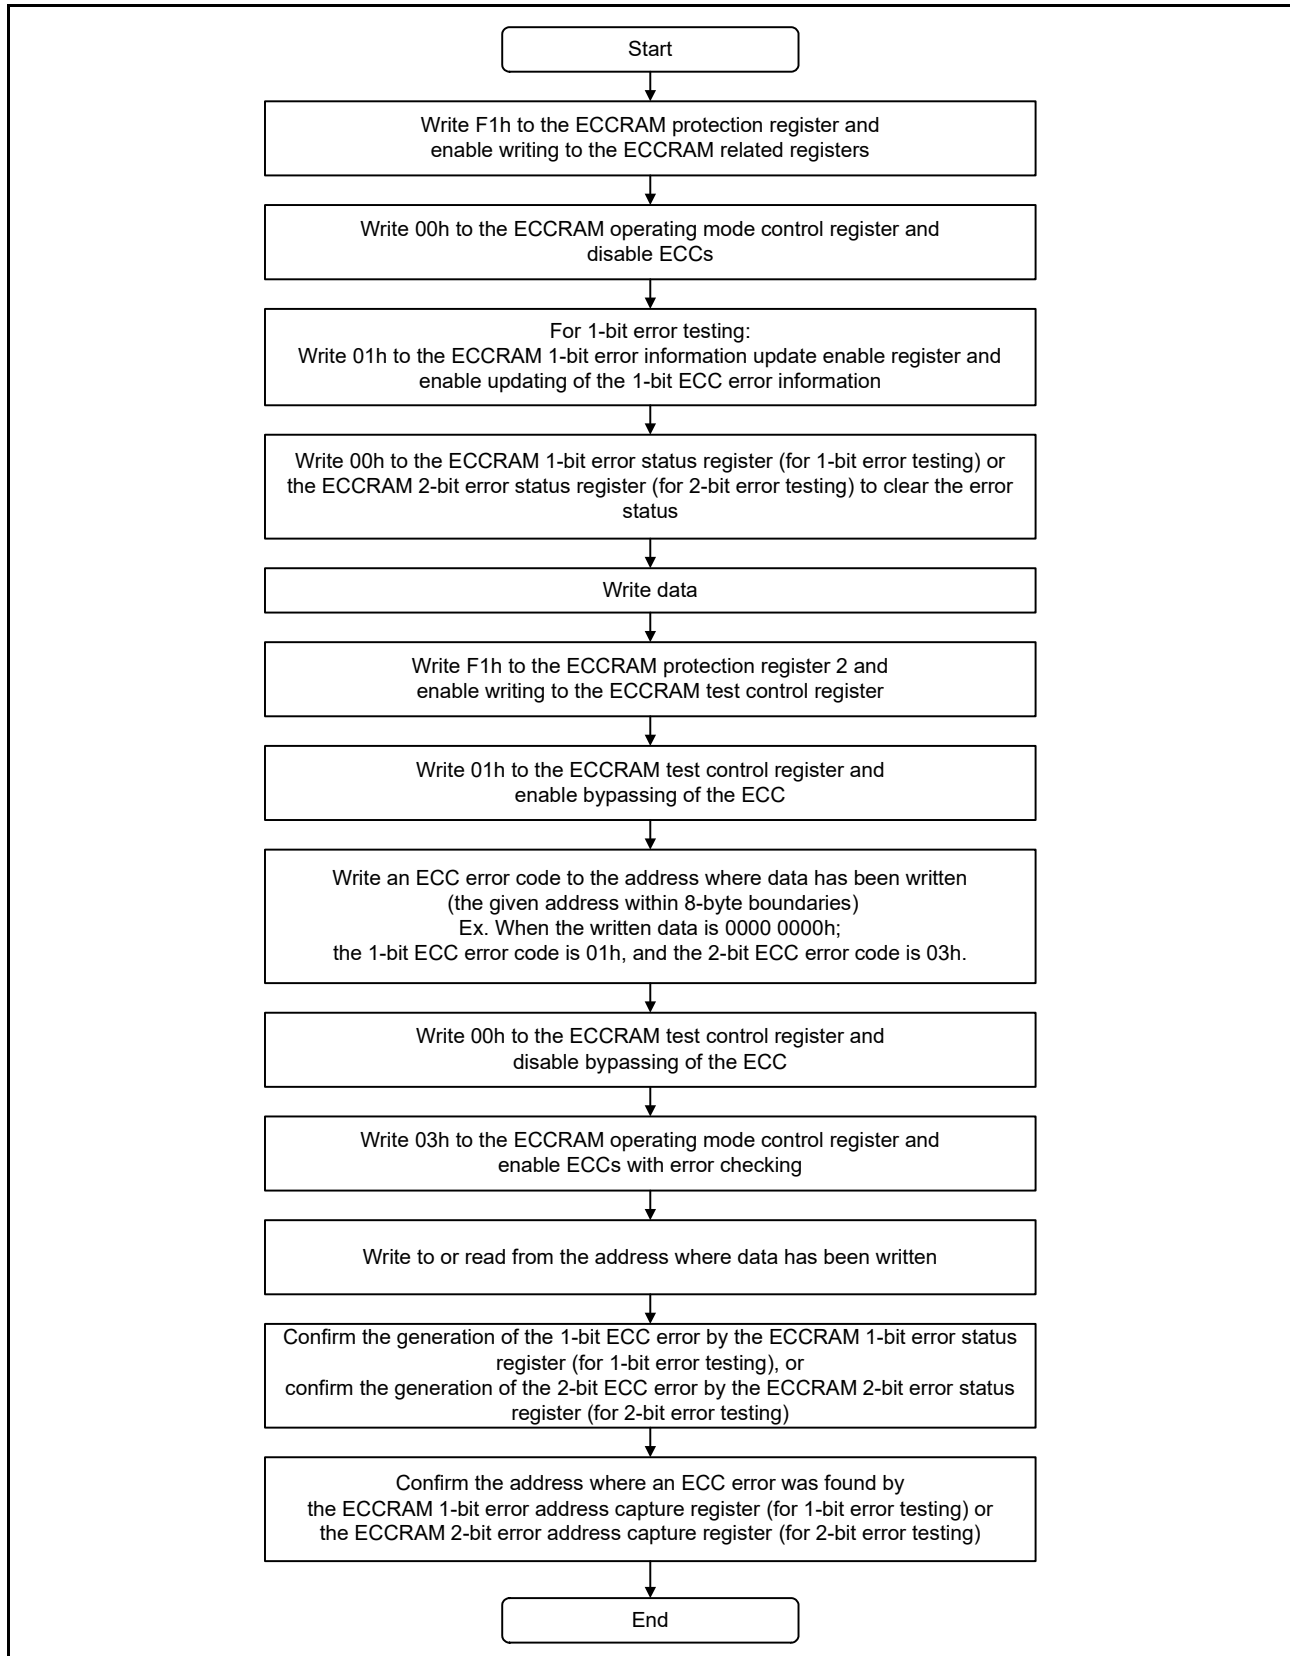 Start
Write F1h to the ECCRAM protection register and
enable writing to the ECCRAM related registers
Write 00h to the ECCRAM operating mode control register and
disable ECCs
For 1-bit error testing:
Write 01h to the ECCRAM 1-bit error information update enable register and
enable updating of the 1-bit ECC error information
Write 00h to the ECCRAM 1-bit error status register (for 1-bit error testing) or
the ECCRAM 2-bit error status register (for 2-bit error testing) to clear the error
status
Write data
Write F1h to the ECCRAM protection register 2 and
enable writing to the ECCRAM test control register
Write 01h to the ECCRAM test control register and
enable bypassing of the ECC
Write an ECC error code to the address where data has been written
(the given address within 8-byte boundaries)
Ex. When the written data is 0000 0000h;
the 1-bit ECC error code is 01h, and the 2-bit ECC error code is 03h.
Write 00h to the ECCRAM test control register and
disable bypassing of the ECC
Write 03h to the ECCRAM operating mode control register and
enable ECCs with error checking
Write to or read from the address where data has been written
Confirm the generation of the 1-bit ECC error by the ECCRAM 1-bit error status
register (for 1-bit error testing), or
confirm the generation of the 2-bit ECC error by the ECCRAM 2-bit error status
register (for 2-bit error testing)
Confirm the address where an ECC error was found by
the ECCRAM 1-bit error address capture register (for 1-bit error testing) or
the ECCRAM 2-bit error address capture register (for 2-bit error testing)
End